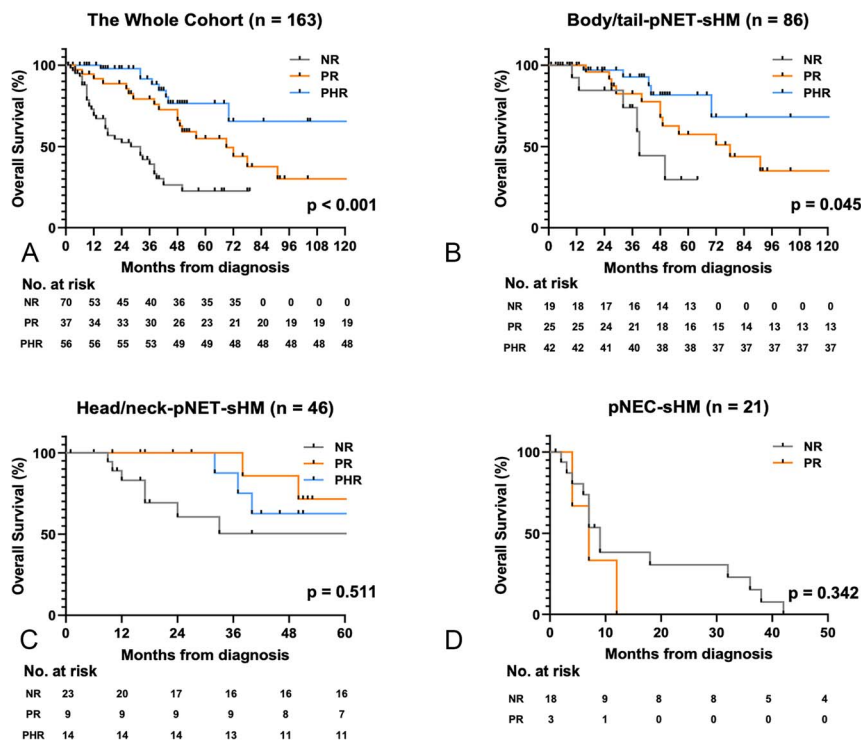 The Whole Cohort (n = 163)
Overall Survival (%)
100
50
0
NR
PR
PHR
p < 0.001
0 12 24 36 48 60 72 84 96 108 120
Months from diagnosis
A
No. at risk
NR 70 53 45 40 36 35 35 0 0 0 0
PR 37 34 33 30 26 23 21 20 19 19 19
PHR 56 56 55 53 49 49 48 48 48 48 48
Body/tail-pNET-sHM (n = 86)
Overall Survival (%)
100
50
0
NR
PR
PHR
p = 0.045
0 12 24 36 48 60 72 84 96 108 120
Months from diagnosis
B
No. at risk
NR 19 18 17 16 14 13 0 0 0 0 0
PR 25 25 24 21 18 16 15 14 13 13 13
PHR 42 42 41 40 38 38 37 37 37 37 37
Head/neck-pNET-sHM (n = 46)
Overall Survival (%)
100
50
0
NR
PR
PHR
p = 0.511
0 12 24 36 48 60
Months from diagnosis
C
No. at risk
NR 23 20 17 16 16 16
PR 9 9 9 9 8 7
PHR 14 14 14 13 11 11
pNEC-sHM (n = 21)
Overall Survival (%)
100
50
0
NR
PR
p = 0.342
0 10 20 30 40 50
Months from diagnosis
D
No. at risk
NR 18 9 8 8 5 4
PR 3 1 0 0 0 0